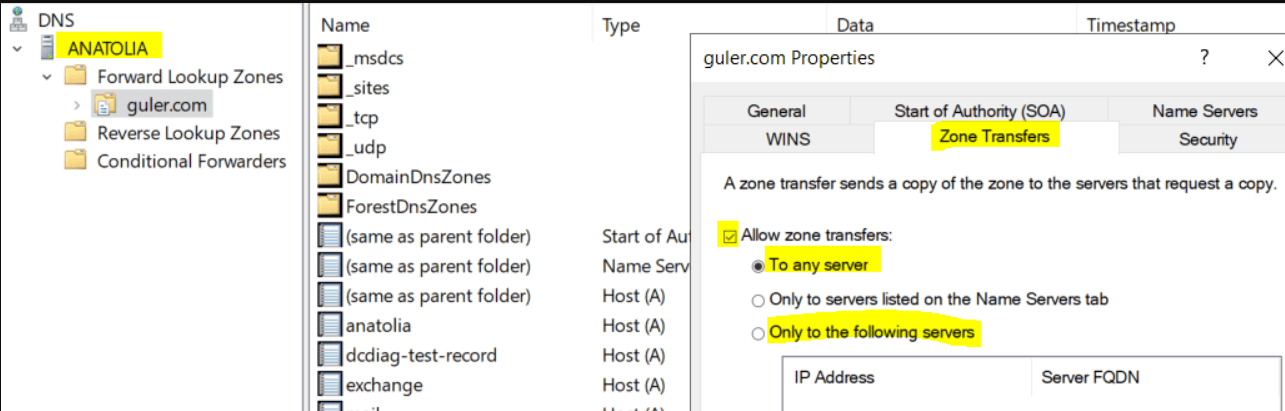 DNS
ANATOLIA
Forward Lookup Zones
guler.com
Reverse Lookup Zones
Conditional Forwarders
Name Type Data Timestamp
_msdcs
_sites
_tcp
_udp
DomainDnsZones
ForestDnsZones
(same as parent folder) Start of Aut
(same as parent folder) Name Serv
(same as parent folder) Host (A)
anatolia Host (A)
dcdiag-test-record Host (A)
exchange Host (A)
guler.com Properties ?
General Start of Authority (SOA) Name Servers
WINS Zone Transfers Security
A zone transfer sends a copy of the zone to the servers that request a copy.
Allow zone transfers:
To any server
Only to servers listed on the Name Servers tab
Only to the following servers
IP Address Server FQDN